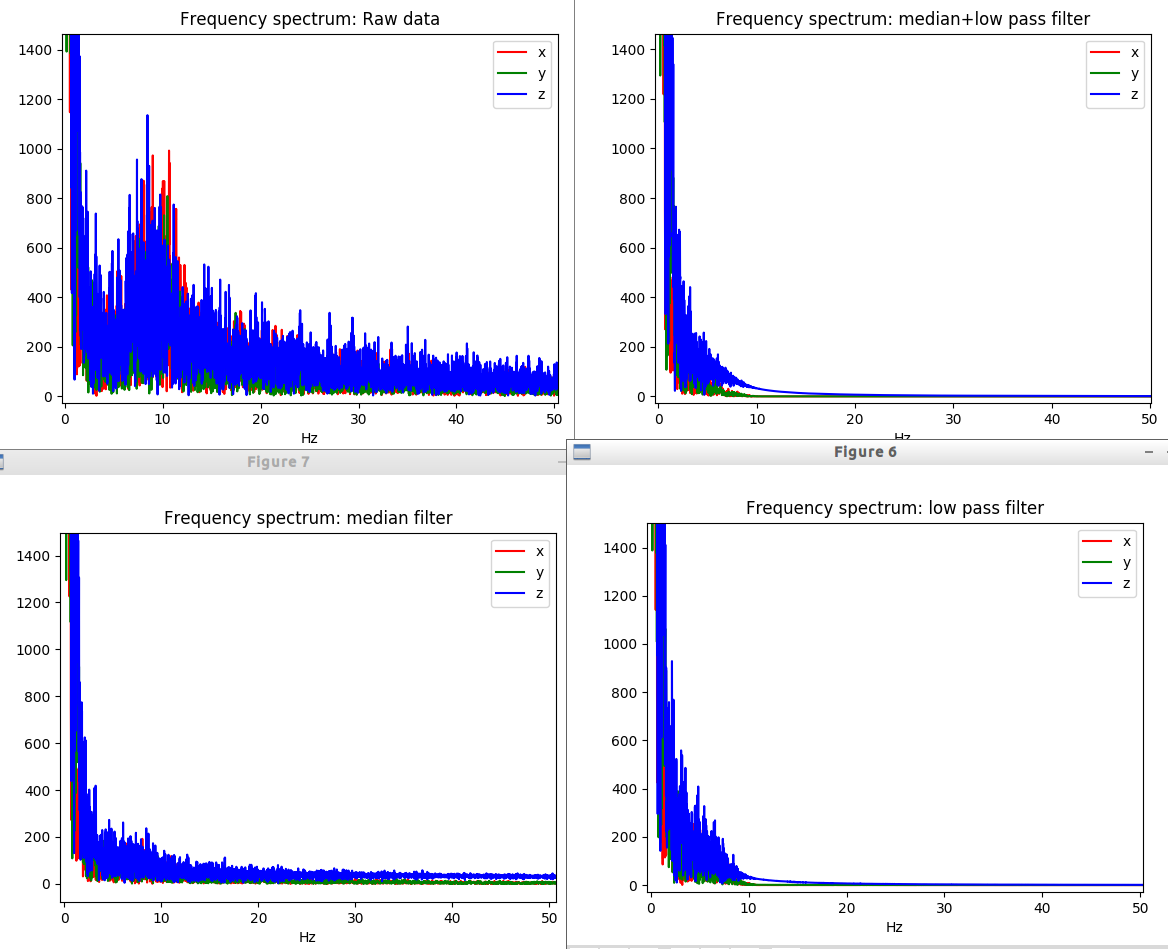 Frequency spectrum: Raw data
1400
1200
1000
800
600
400
200
0
x
y
z
0 10 20 30 40 50
Hz
Frequency spectrum: median+low pass filter
1400
1200
1000
800
600
400
200
0
x
y
z
0 10 20 30 40 50
Hz
Figure 7
Frequency spectrum: median filter
1400
1200
1000
800
600
400
200
0
x
y
z
0 10 20 30 40 50
Hz
Figure 6
Frequency spectrum: low pass filter
1400
1200
1000
800
600
400
200
0
x
y
z
0 10 20 30 40 50
Hz